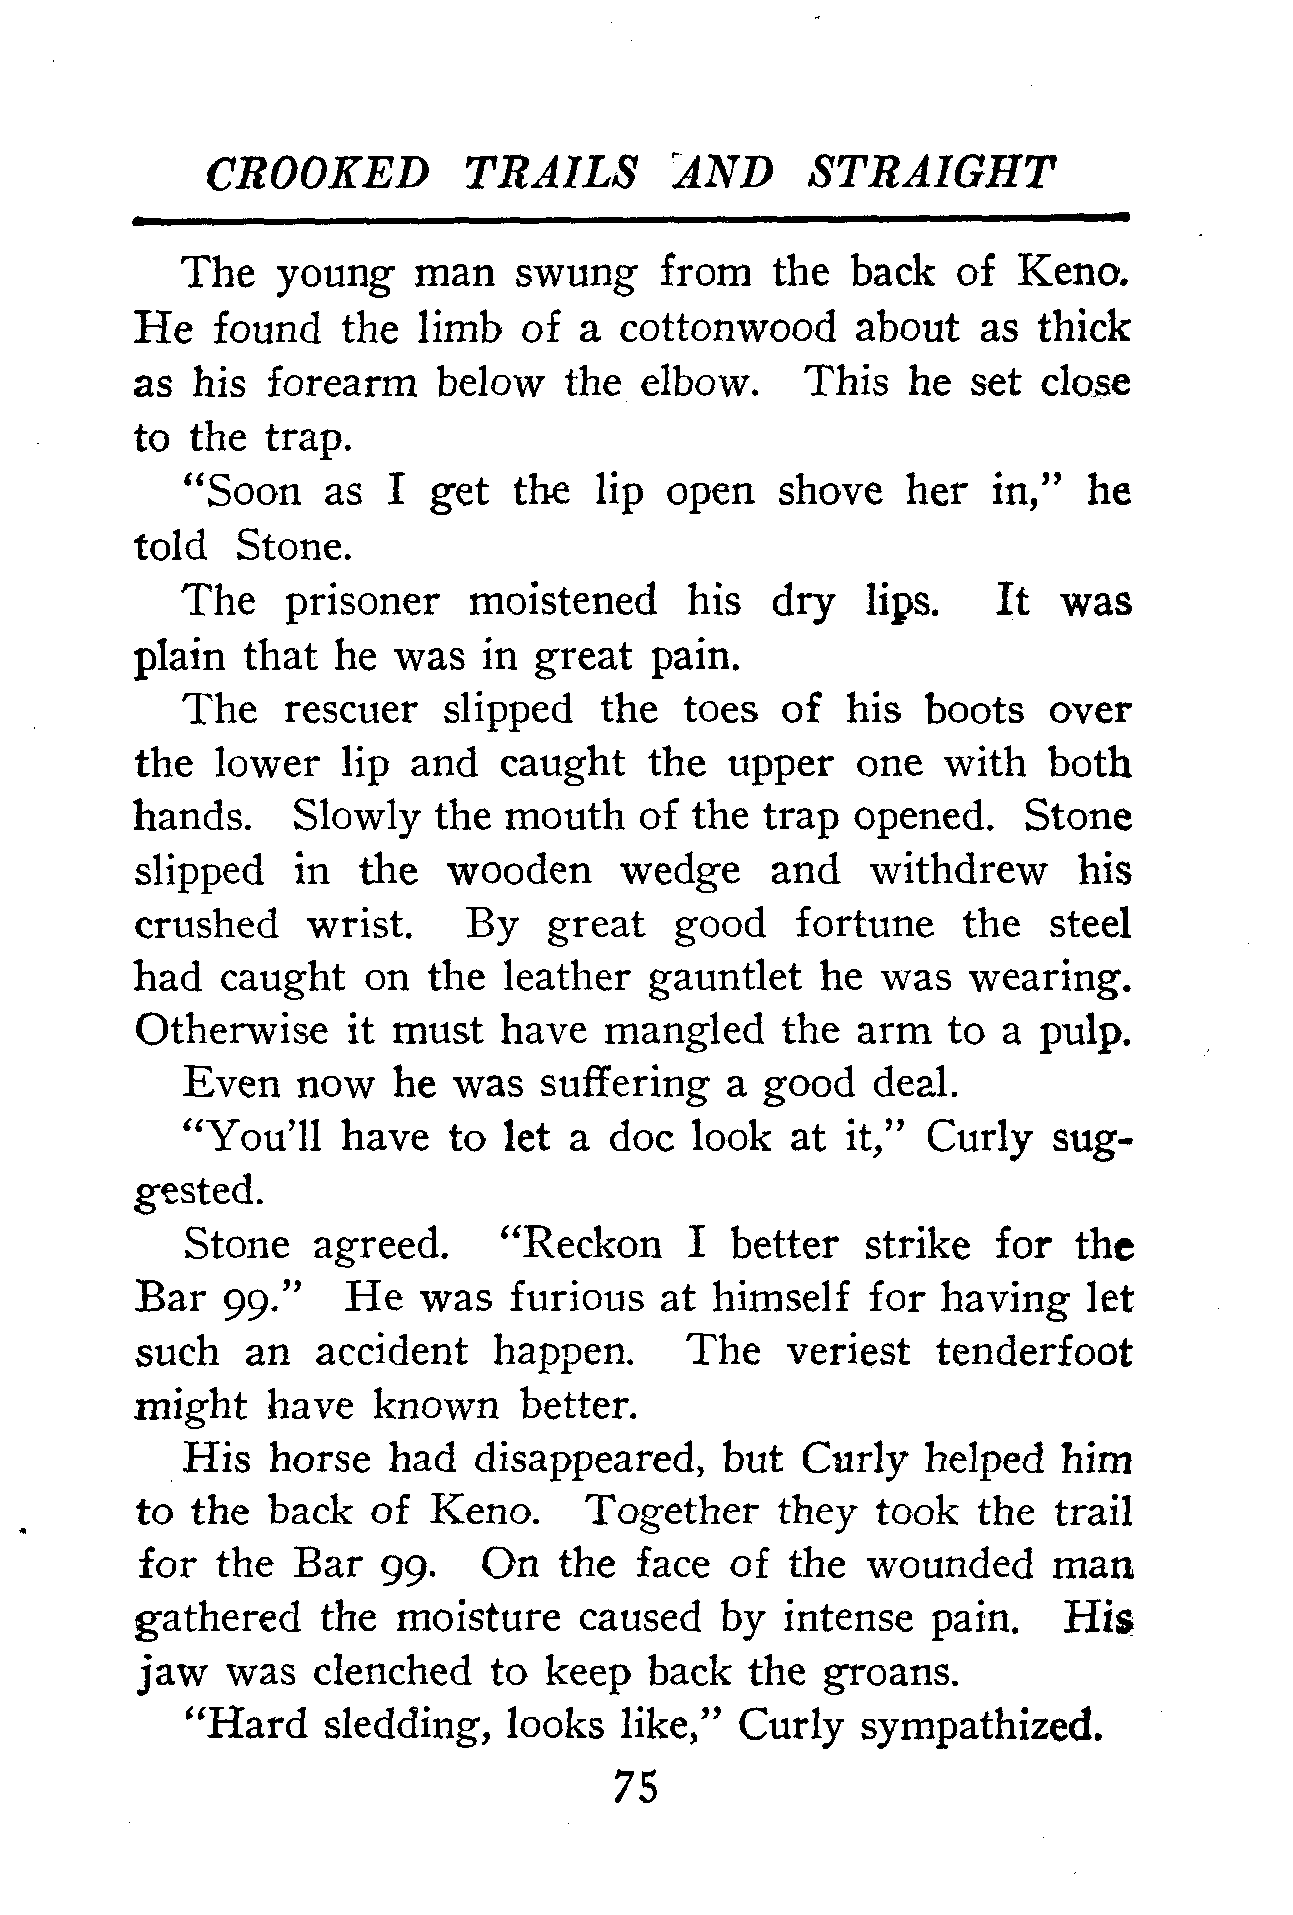 CROOKED TRAILS AND STRAIGHT
The young man swung from the back of Keno.
He found the limb of a cottonwood about as thick
as his forearm below the elbow. This he set close
to the trap.
“Soon as I get the lip open shove her in,” he
told Stone.
The prisoner moistened his dry lips. It was
plain that he was in great pain.
The rescuer slipped the toes of his boots over
the lower lip and caught the upper one with both
hands. Slowly the mouth of the trap opened. Stone
slipped in the wooden wedge and withdrew his
crushed wrist. By great good fortune the steel
had caught on the leather gauntlet he was wearing.
Otherwise it must have mangled the arm to a pulp.
Even now he was suffering a good deal.
“You’ll have to let a doc look at it,” Curly sug-
gested.
Stone agreed. “Reckon I better strike for the
Bar 99.” He was furious at himself for having let
such an accident happen. The veriest tenderfoot
might have known better.
His horse had disappeared, but Curly helped him
to the back of Keno. Together they took the trail
for the Bar 99. On the face of the wounded man
gathered the moisture caused by intense pain. His
jaw was clenched to keep back the groans.
“Hard sledding, looks like,” Curly sympathized.
75